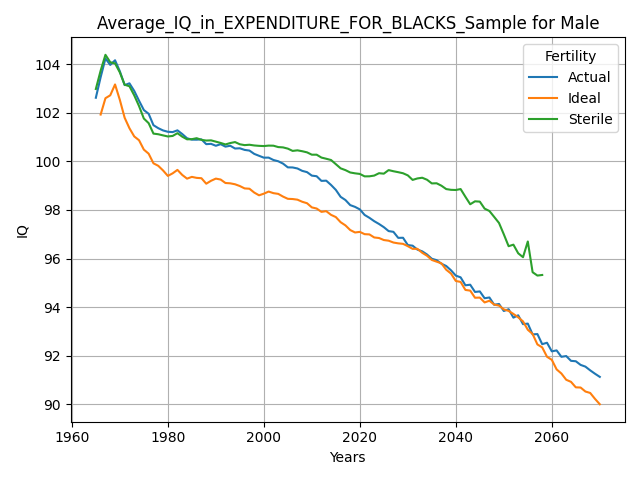 Average_IQ_in_EXPENDITURE_FOR_BLACKS_Sample for Male
Fertility
Actual
Ideal
Sterile
IQ
104
102
100
98
96
94
92
90
1960 1980 2000 2020 2040 2060
Years